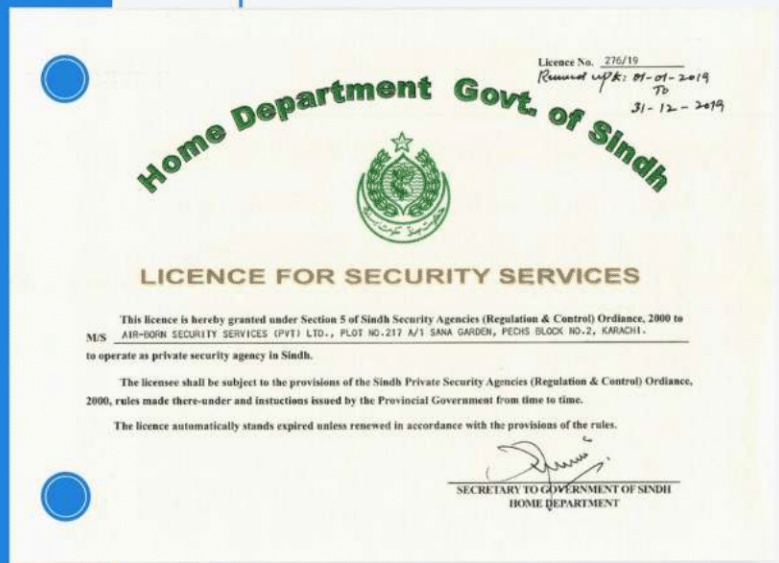 Licence No. 276/19
Renewed upto: 01-01-2019
TO
31-12-2019
Home Department Govt. of Sindh
LICENCE FOR SECURITY SERVICES
This licence is hereby granted under Section 5 of Sindh Security Agencies (Regulation & Control) Ordiance, 2000 to
M/S AIR-BORN SECURITY SERVICES (PVT) LTD., PLOT NO.217 A/1 SANA GARDEN, PECHS BLOCK NO.2, KARACHI.
to operate as private security agency in Sindh.
The licensee shall be subject to the provisions of the Sindh Private Security Agencies (Regulation & Control) Ordiance,
2000, rules made there-under and instuctions issued by the Provincial Government from time to time.
The licence automatically stands expired unless renewed in accordance with the provisions of the rules.
SECRETARY TO GOVERNMENT OF SINDH
HOME DEPARTMENT